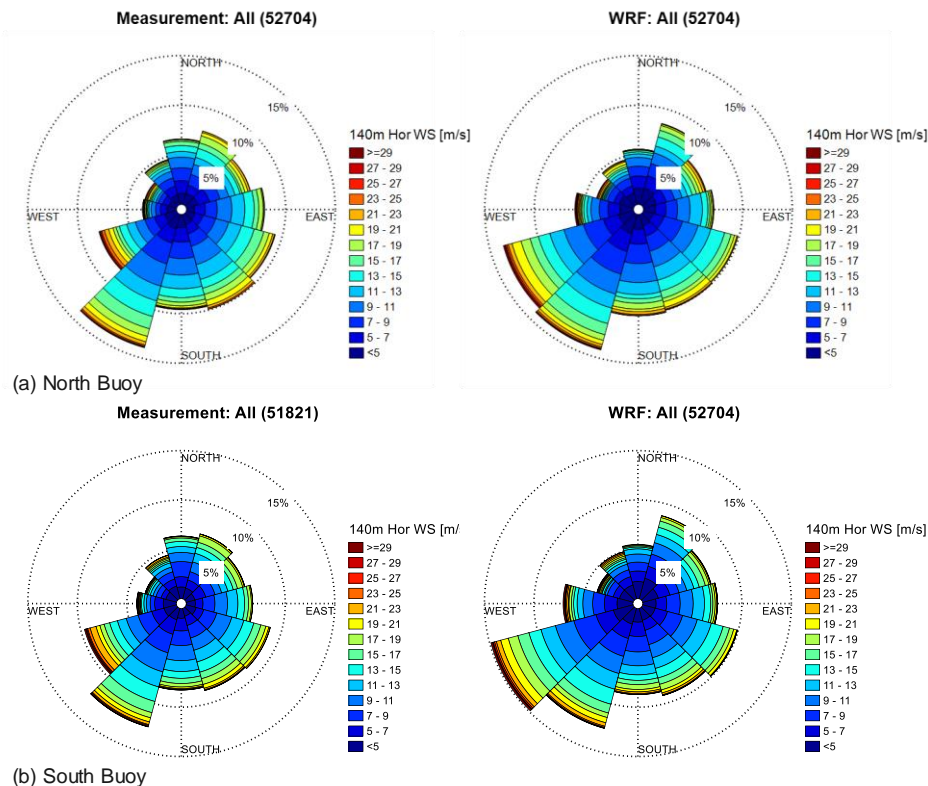 Measurement: All (52704)
WRF: All (52704)
NORTH
15%
10%
5%
WEST
EAST
SOUTH
140m Hor WS [m/s]
>=29
27 - 29
25 - 27
23 - 25
21 - 23
19 - 21
17 - 19
15 - 17
13 - 15
11 - 13
9 - 11
7 - 9
5 - 7
<5
NORTH
15%
10%
5%
WEST
EAST
SOUTH
140m Hor WS [m/s]
>=29
27 - 29
25 - 27
23 - 25
21 - 23
19 - 21
17 - 19
15 - 17
13 - 15
11 - 13
9 - 11
7 - 9
5 - 7
<5
(a) North Buoy
Measurement: All (51821)
WRF: All (52704)
NORTH
15%
10%
5%
WEST
EAST
SOUTH
140m Hor WS [m/
>=29
27 - 29
25 - 27
23 - 25
21 - 23
19 - 21
17 - 19
15 - 17
13 - 15
11 - 13
9 - 11
7 - 9
5 - 7
<5
NORTH
15%
10%
5%
WEST
EAST
SOUTH
140m Hor WS [m/s]
>=29
27 - 29
25 - 27
23 - 25
21 - 23
19 - 21
17 - 19
15 - 17
13 - 15
11 - 13
9 - 11
7 - 9
5 - 7
<5
(b) South Buoy